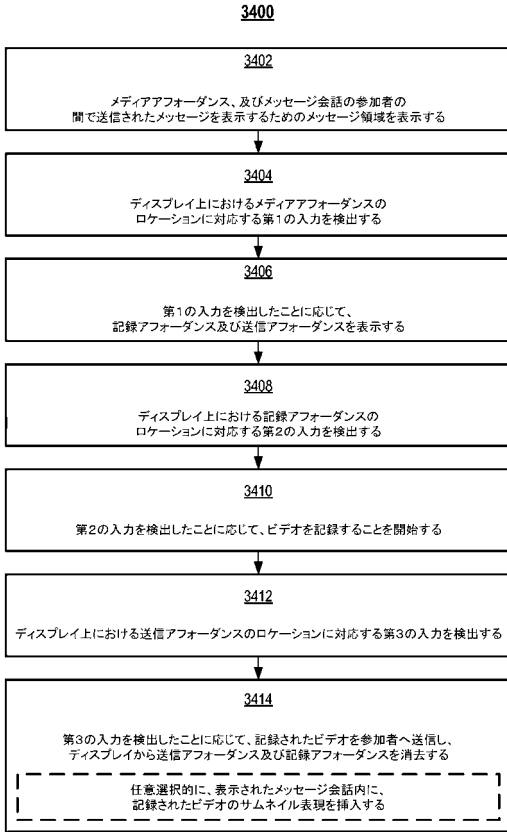 3400
3402
メディアアフォーダンス、及びメッセージ会話の参加者の
間で送信されたメッセージを表示するためのメッセージ領域を表示する
3404
ディスプレイ上におけるメディアアフォーダンスの
ロケーションに対応する第1の入力を検出する
3406
第1の入力を検出したことに応じて、
記録アフォーダンス及び送信アフォーダンスを表示する
3408
ディスプレイ上における記録アフォーダンスの
ロケーションに対応する第2の入力を検出する
3410
第2の入力を検出したことに応じて、ビデオを記録することを開始する
3412
ディスプレイ上における送信アフォーダンスのロケーションに対応する第3の入力を検出する
3414
第3の入力を検出したことに応じて、記録されたビデオを参加者へ送信し、
ディスプレイから送信アフォーダンス及び記録アフォーダンスを消去する
任意選択的に、表示されたメッセージ会話内に、
記録されたビデオのサムネイル表現を挿入する